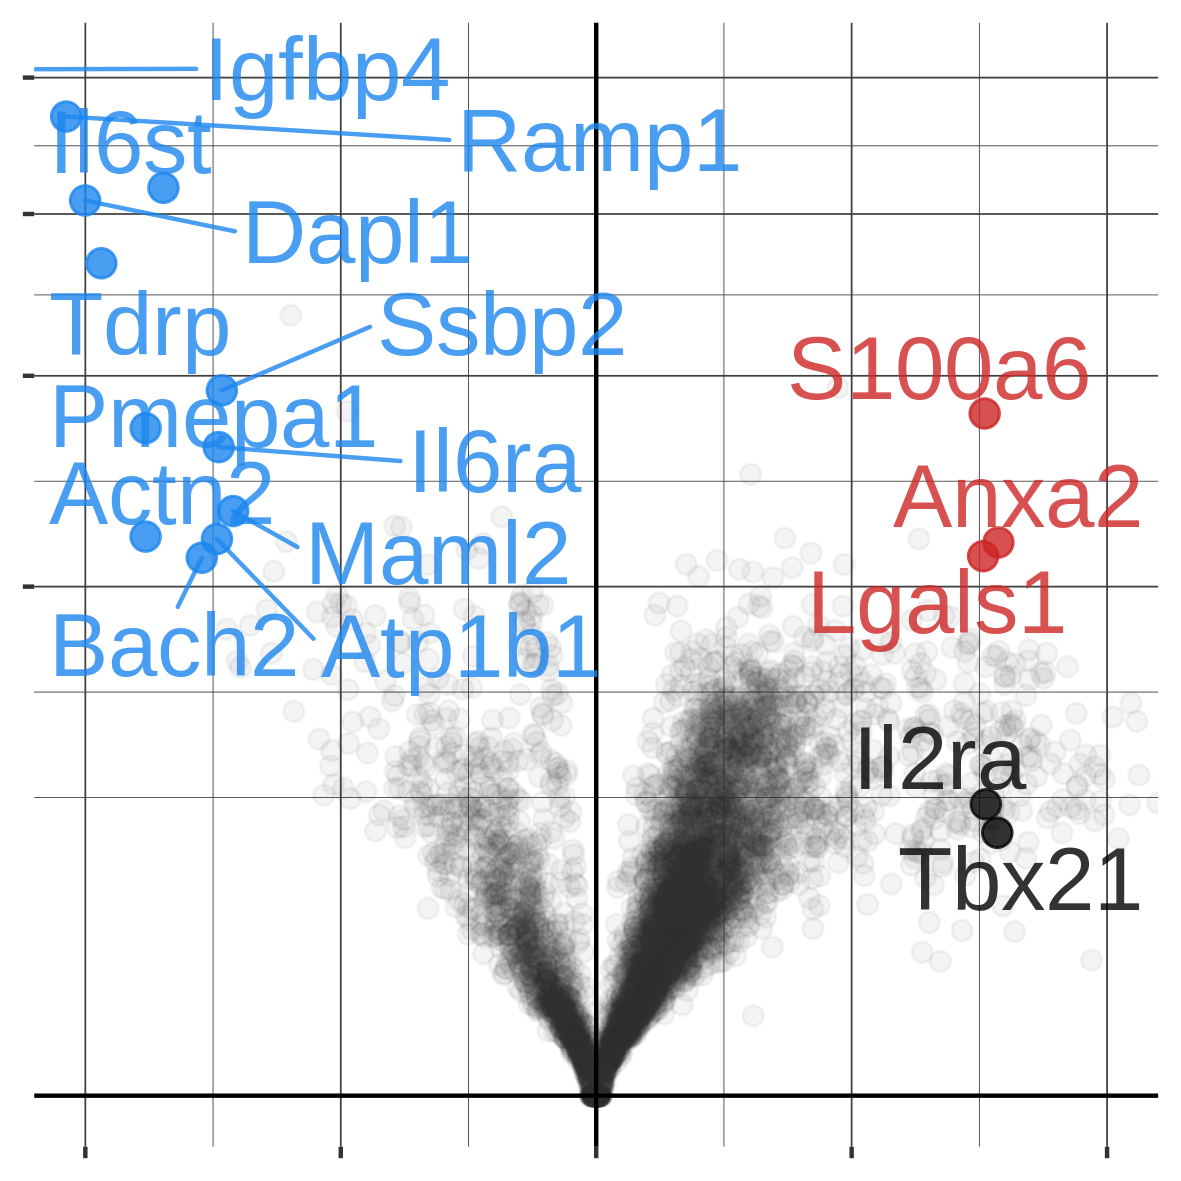 Igfbp4
Ramp1
Il6st
Dapl1
Tdrp
Ssbp2
S100a6
Pmepa1
Il6ra
Actn2
Anxa2
Maml2
Lgals1
Bach2
Atp1b1
Il2ra
Tbx21